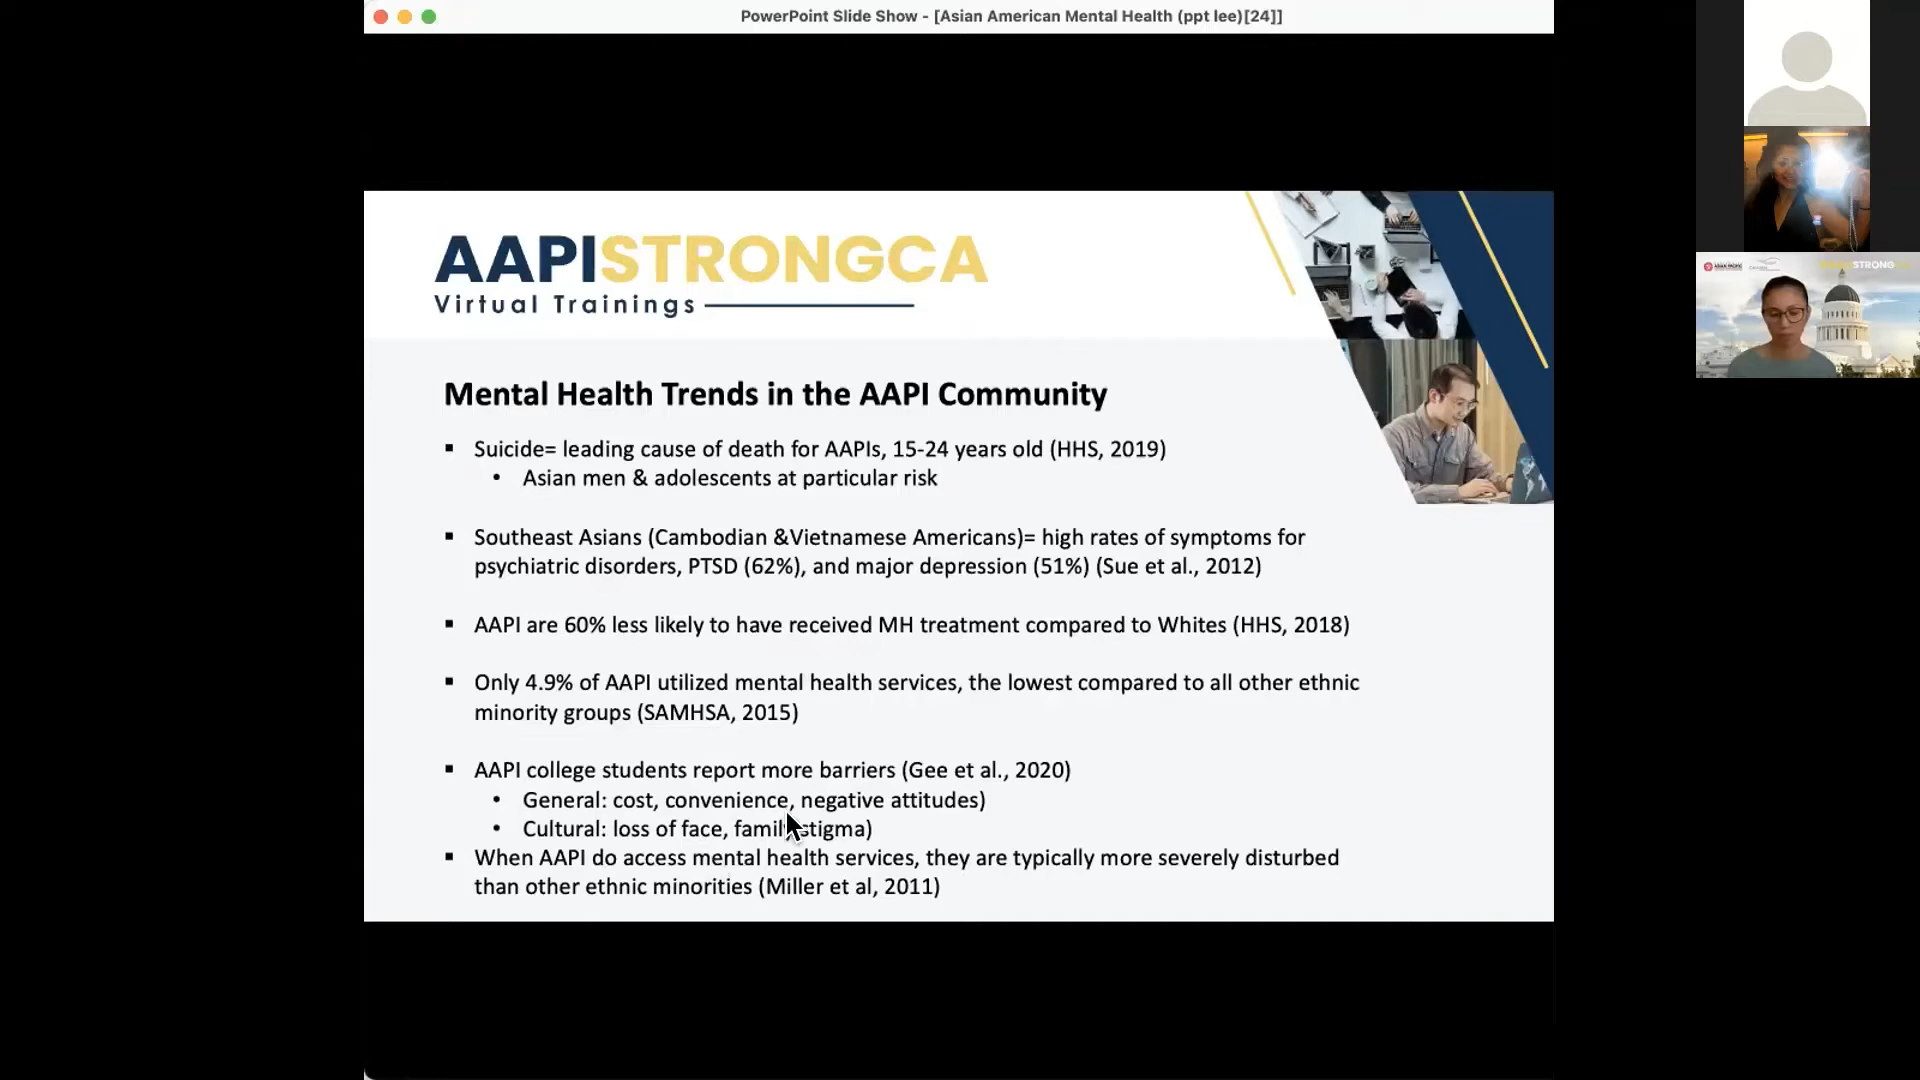 PowerPoint Slide Show - [Asian American Mental Health (ppt lee)[24]]
AAPISTRONGCA
Virtual Trainings
Mental Health Trends in the AAPI Community
▪ Suicide= leading cause of death for AAPIs, 15-24 years old (HHS, 2019)
• Asian men & adolescents at particular risk
▪ Southeast Asians (Cambodian &Vietnamese Americans)= high rates of symptoms for
psychiatric disorders, PTSD (62%), and major depression (51%) (Sue et al., 2012)
▪ AAPI are 60% less likely to have received MH treatment compared to Whites (HHS, 2018)
▪ Only 4.9% of AAPI utilized mental health services, the lowest compared to all other ethnic
minority groups (SAMHSA, 2015)
▪ AAPI college students report more barriers (Gee et al., 2020)
• General: cost, convenience, negative attitudes)
• Cultural: loss of face, family stigma)
▪ When AAPI do access mental health services, they are typically more severely disturbed
than other ethnic minorities (Miller et al, 2011)
STRONG